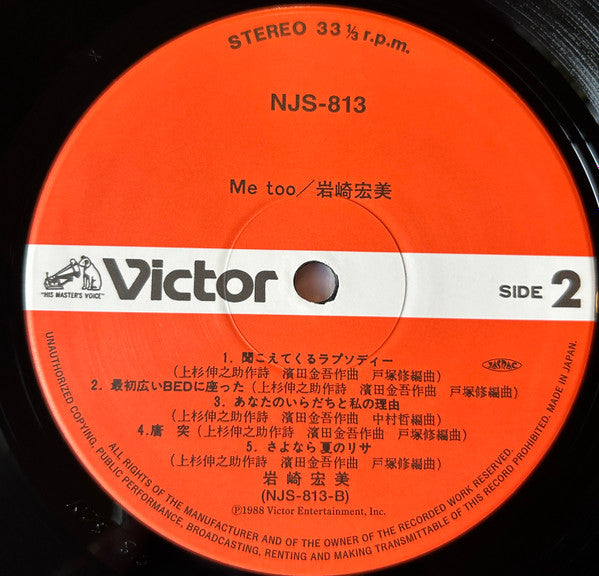 STEREO 33 1/3 r.p.m.
NJS-813
Me too／岩崎宏美
"HIS MASTER'S VOICE"
Victor
SIDE 2
1. 聞こえてくるラプソディー
(上杉伸之助作詩 濱田金吾作曲 戸塚修編曲)
2. 最初広いBEDに座った (上杉伸之助作詩 濱田金吾作曲 戸塚修編曲)
3. あなたのいらだちと私の理由
(上杉伸之助作詩 濱田金吾作曲 中村哲編曲)
4. 唐 突 (上杉伸之助作詩 濱田金吾作曲 戸塚修編曲)
5. さよなら夏のリサ
(上杉伸之助作詩 濱田金吾作曲 戸塚修編曲)
岩崎宏美
(NJS-813-B)
℗1988 Victor Entertainment, Inc.
JASRAC
ALL RIGHTS OF THE MANUFACTURER AND OF THE OWNER OF THE RECORDED WORK RESERVED.
UNAUTHORIZED COPYING, PUBLIC PERFORMANCE, BROADCASTING, RENTING AND MAKING TRANSMITTABLE OF THIS RECORD PROHIBITED. MADE IN JAPAN.